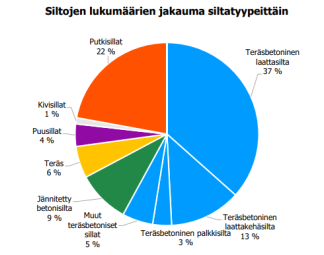 Siltojen lukumäärien jakauma siltatyypeittäin
Putkisillat
22 %
Teräsbetoninen
laattasilta
37 %
Kivisillat
1 %
Puusillat
4 %
Teräs
6 %
Jännitetty
betonisilta
9 %
Muut
teräsbetoniset
sillat
5 %
Teräsbetoninen palkkisilta
3 %
Teräsbetoninen
laattakehäsilta
13 %